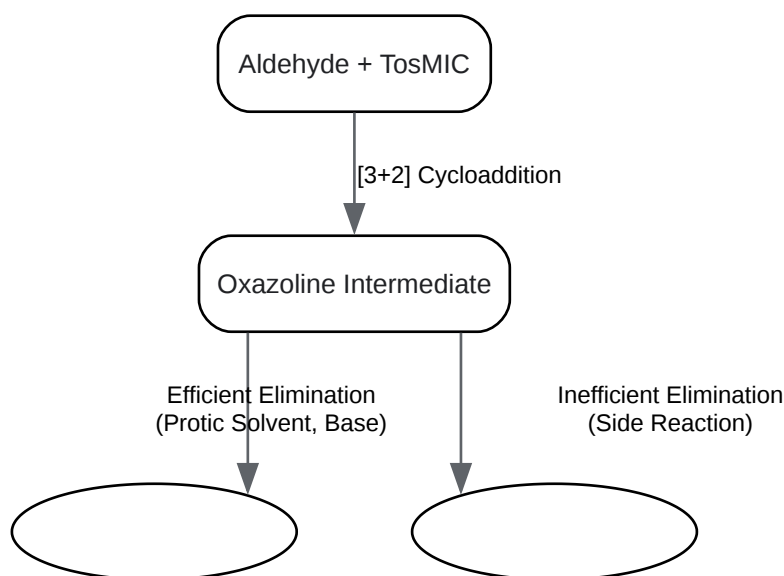 Aldehyde + TosMIC
[3+2] Cycloaddition
Oxazoline Intermediate
Efficient Elimination
(Protic Solvent, Base)
Inefficient Elimination
(Side Reaction)